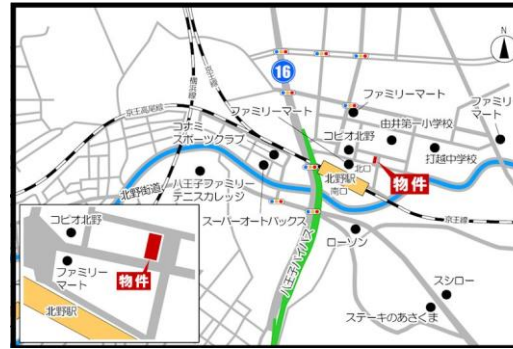 N
16
横浜線
京王高尾線
ファミリーマート
ファミリーマート
ファミリー
マート
コナミ
スポーツクラブ
コピオ北野
由井第一小学校
打越中学校
北口
北野駅
南口
物件
北野街道
八王子ファミリー
テニスカレッジ
スーパーオートバックス
京王線
ローソン
八王子バイパス
スシロー
ステーキのあさくま
コピオ北野
ファミリー
マート
物件
北野駅